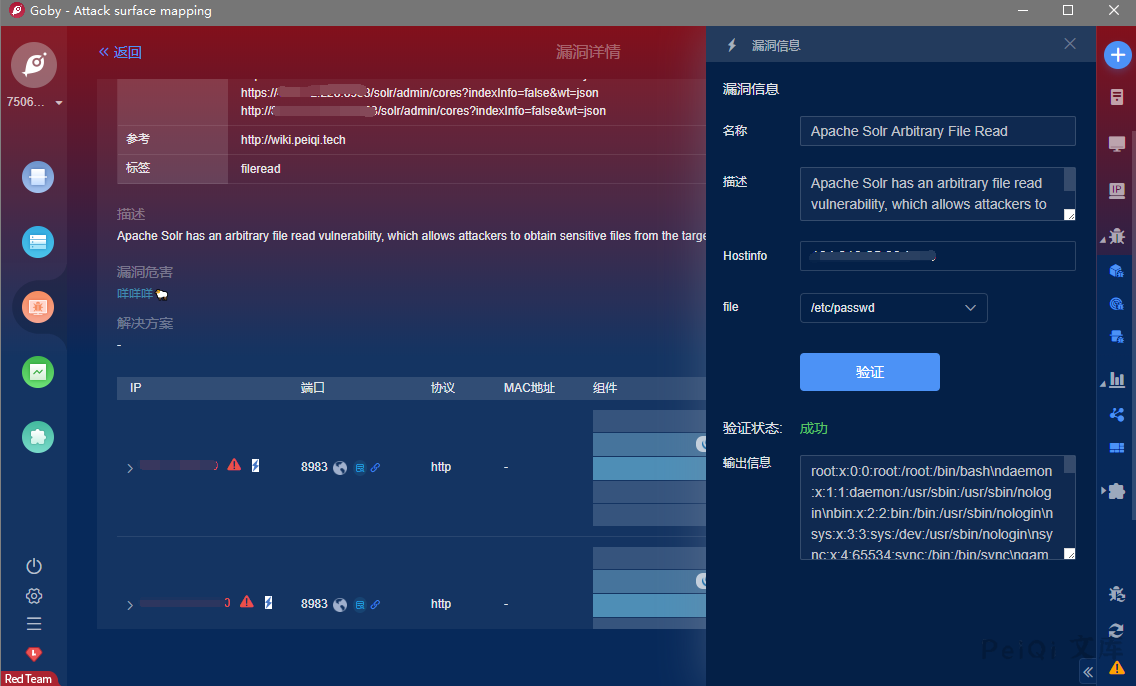 Goby - Attack surface mapping
7506...
Red Team
« 返回
漏洞详情
https:// /solr/admin/cores?indexInfo=false&wt=json
http:// /solr/admin/cores?indexInfo=false&wt=json
参考 http://wiki.peiqi.tech
标签 fileread
描述
Apache Solr has an arbitrary file read vulnerability, which allows attackers to obtain sensitive files from the targe
漏洞危害
咩咩咩
解决方案
-
IP 端口 协议 MAC地址 组件
8983 http -
0 8983 http -
漏洞信息
漏洞信息
名称 Apache Solr Arbitrary File Read
描述 Apache Solr has an arbitrary file read
vulnerability, which allows attackers to
Hostinfo
file /etc/passwd
验证
验证状态: 成功
输出信息 root:x:0:0:root:/root:/bin/bash\ndaemon
:x:1:1:daemon:/usr/sbin:/usr/sbin/nolog
in\nbin:x:2:2:bin:/bin:/usr/sbin/nologin\n
sys:x:3:3:sys:/dev:/usr/sbin/nologin\nsy
nc:x:4:65534:sync:/bin:/bin/sync\ngam
IP
PeiQi 文库